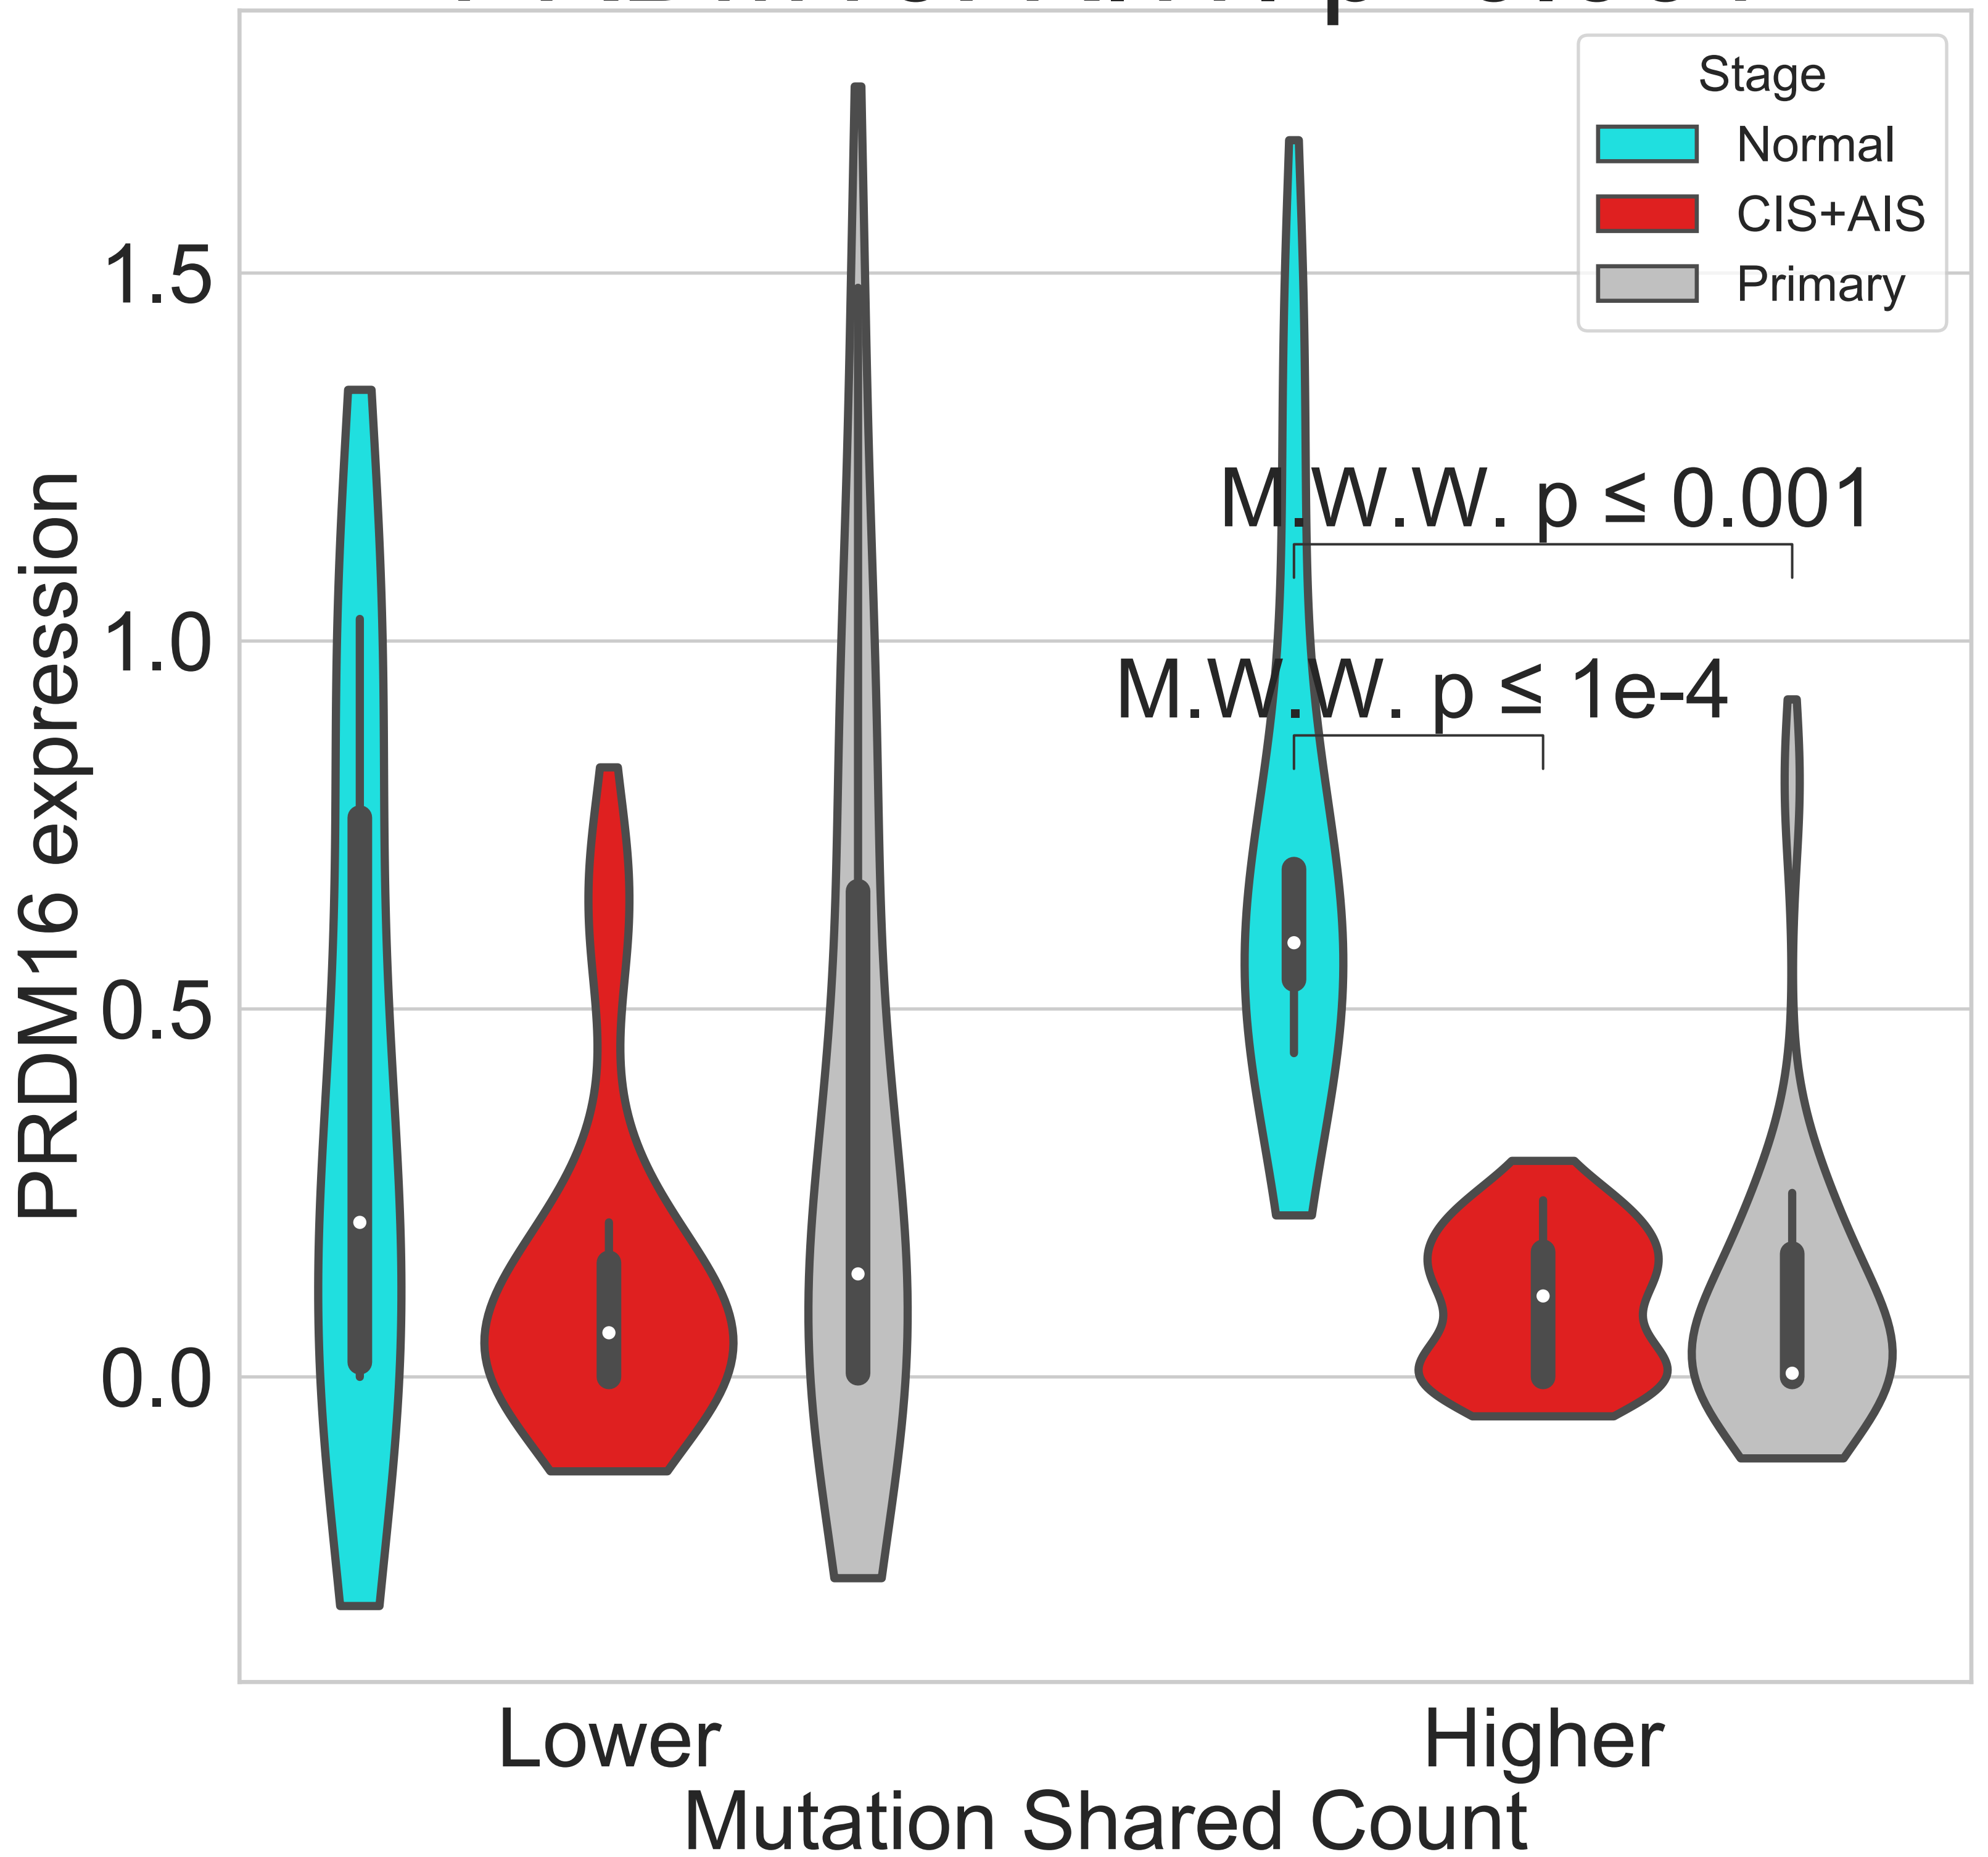 Stage
Normal
CIS+AIS
Primary
1.5
1.0
0.5
0.0
PRDM16 expression
M.W.W. p ≤ 0.001
M.W.W. p ≤ 1e-4
Lower
Higher
Mutation Shared Count